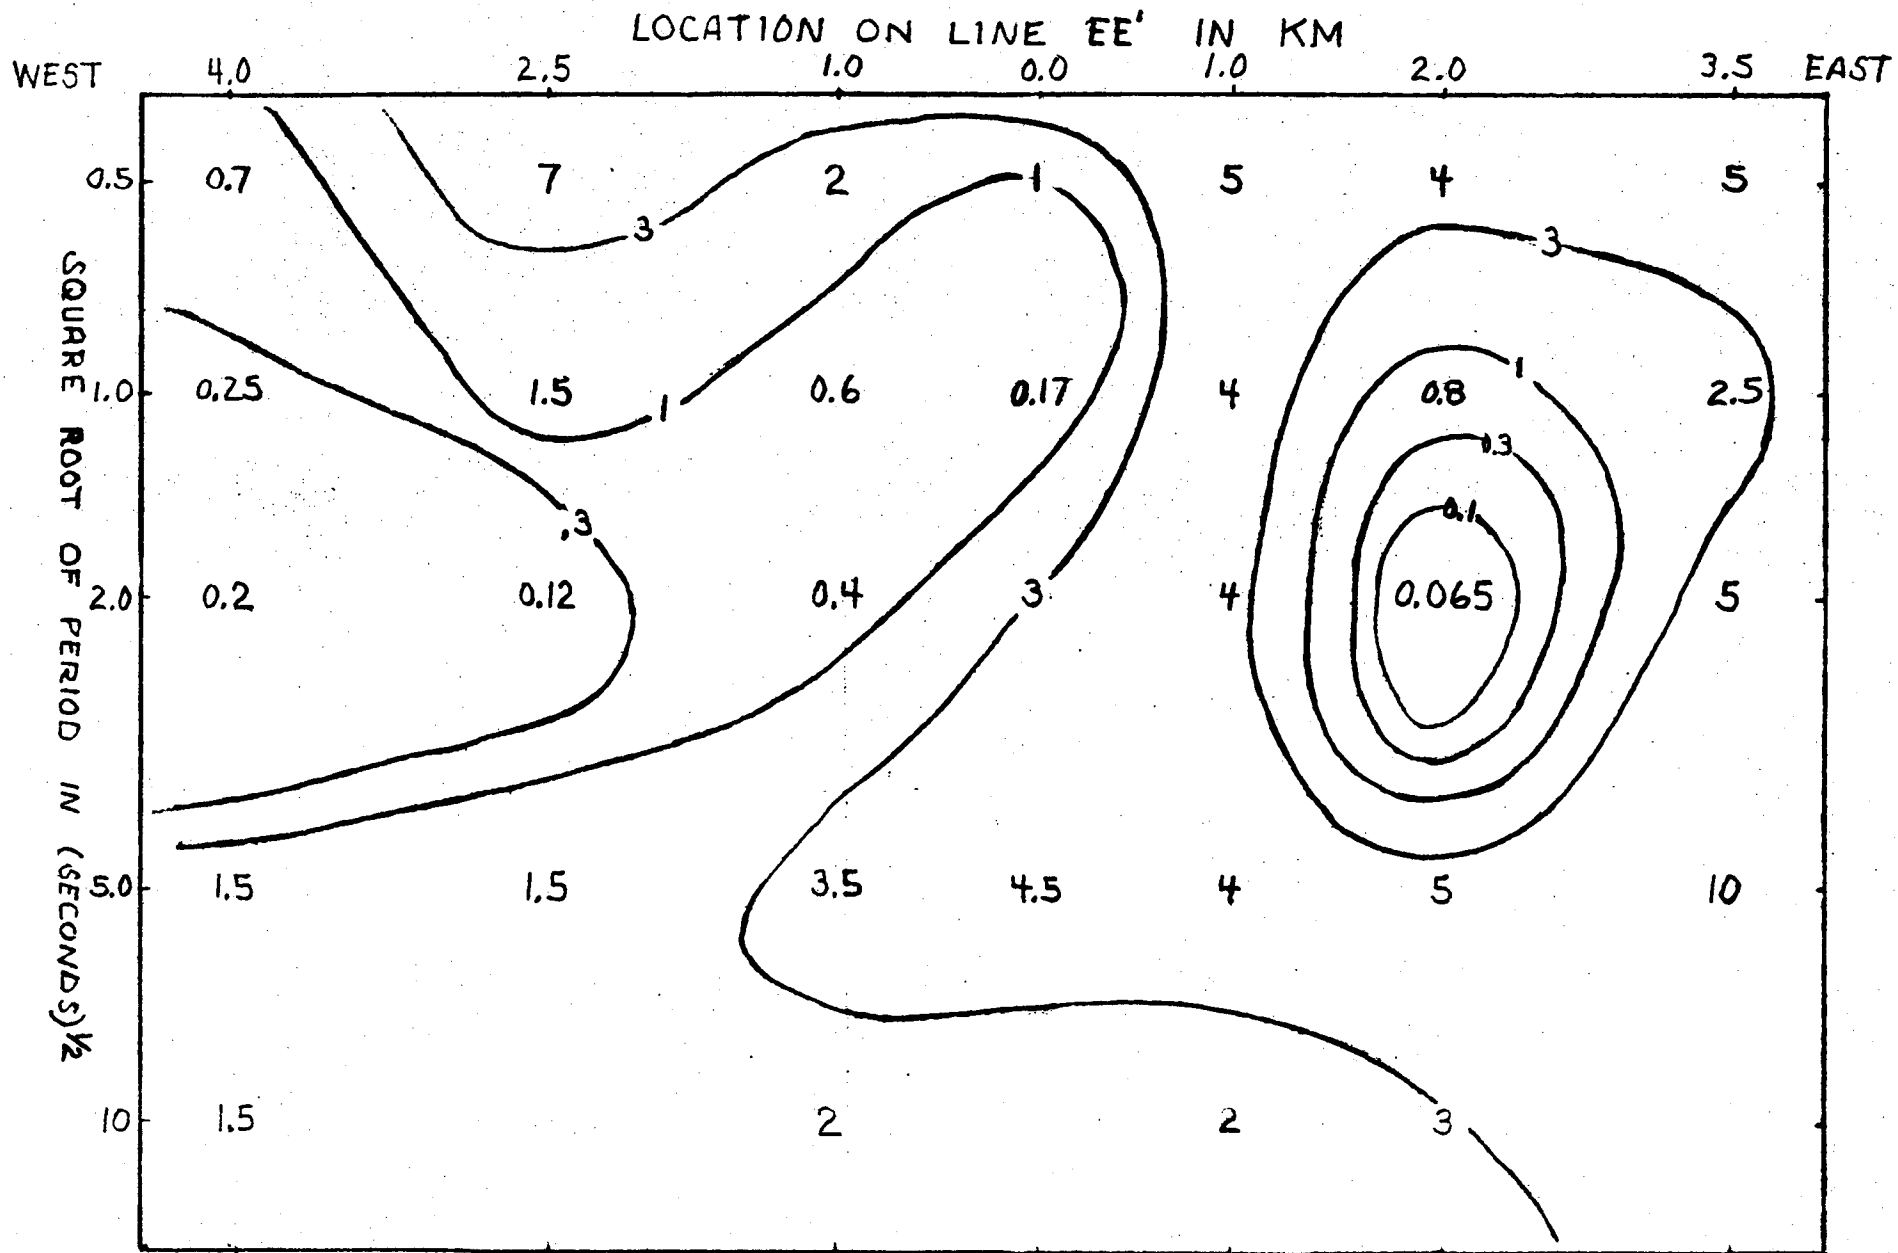 LOCATION ON LINE EE' IN KM
WEST 4.0 2.5 1.0 0.0 1.0 2.0 3.5 EAST
0.5 0.7 7 2 1 5 4 5
3 3
1
1.0 0.25 1.5 0.6 0.17 4 0.8 2.5
1
0.3
.3 0.1
2.0 0.2 0.12 0.4 3 4 0.065 5
5.0 1.5 1.5 3.5 4.5 4 5 10
10 1.5 2 2 3
SQUARE ROOT OF PERIOD IN (SECONDS)½